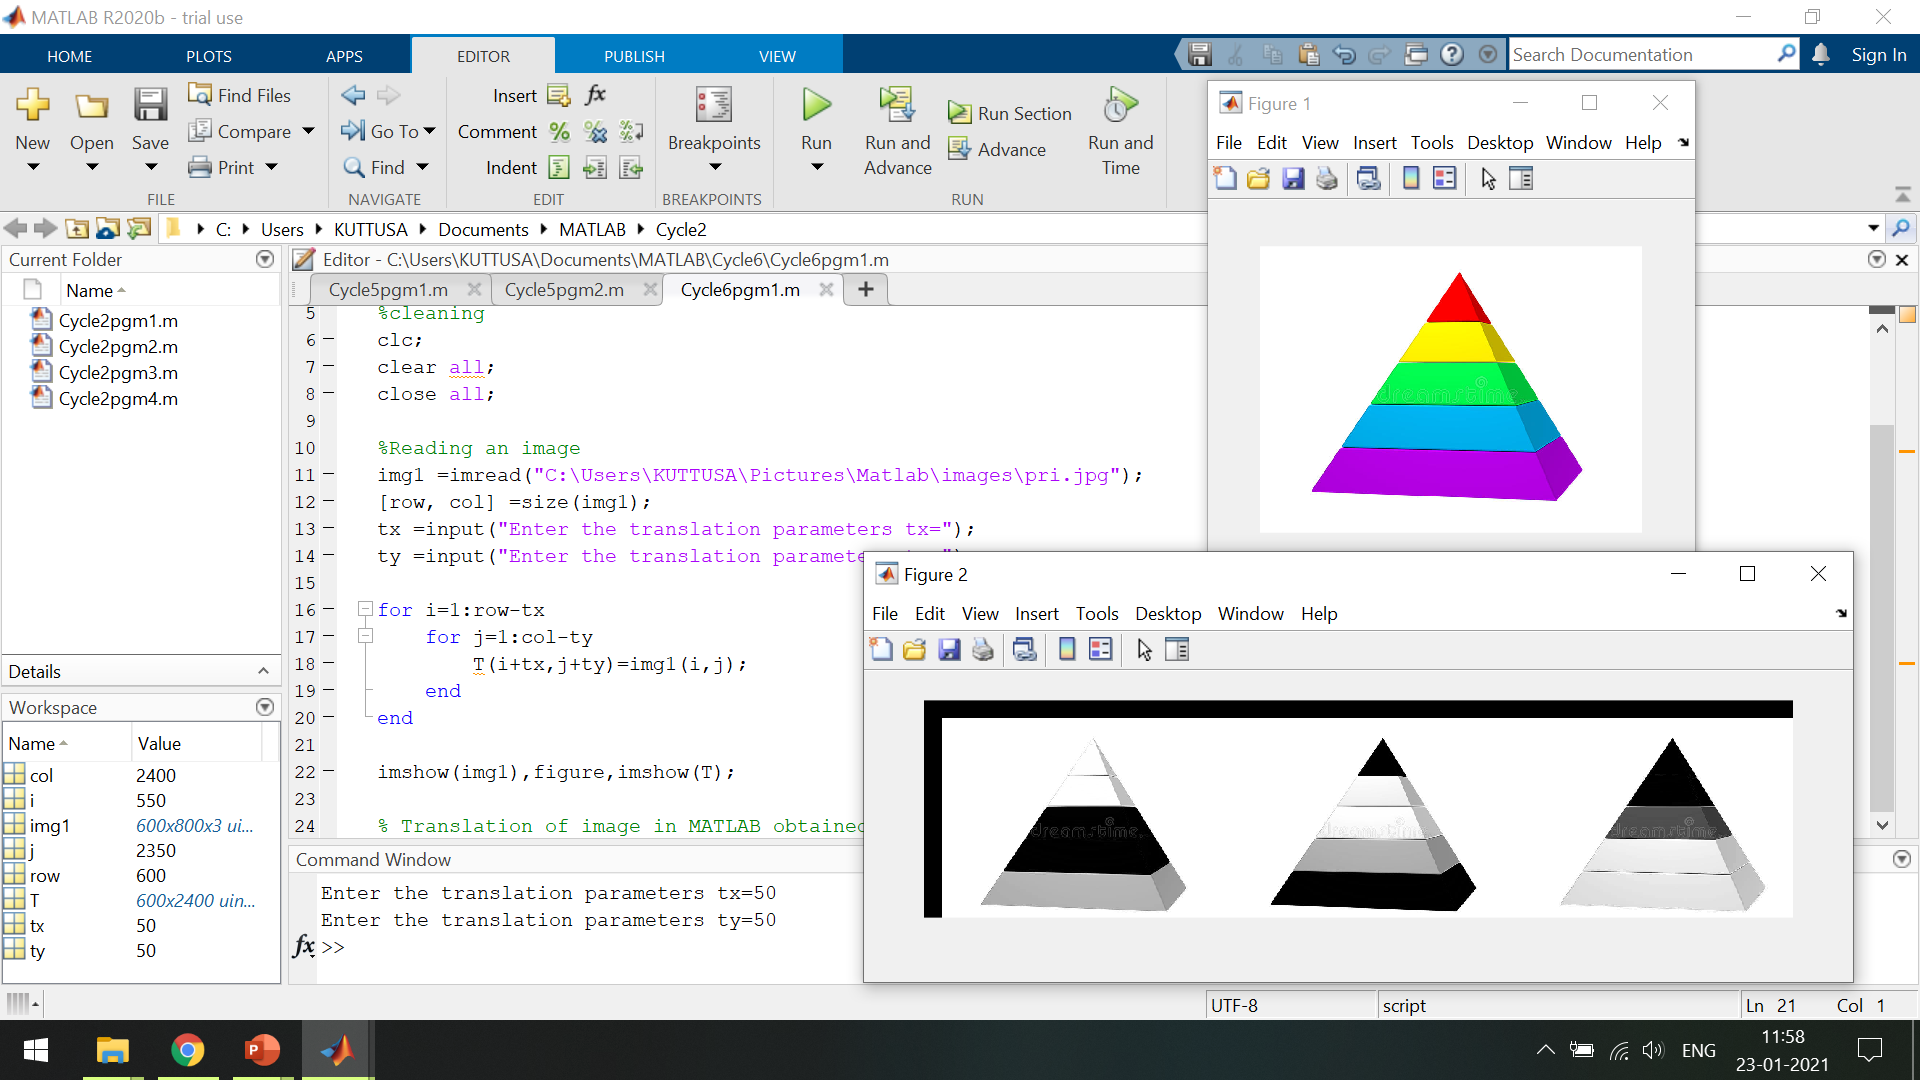 MATLAB R2020b - trial use
HOME PLOTS APPS EDITOR PUBLISH VIEW
Search Documentation
Sign In
New Open Save Find Files
Compare
Print
FILE
Go To
Find
NAVIGATE
Insert fx
Comment
Indent
EDIT
Breakpoints
BREAKPOINTS
Run
Run and Advance
Run Section
Advance
Run and Time
RUN
C: Users KUTTUSA Documents MATLAB Cycle2
Current Folder
Name
Cycle2pgm1.m
Cycle2pgm2.m
Cycle2pgm3.m
Cycle2pgm4.m
Details
Workspace
Name Value
col 2400
i 550
img1 600x800x3 ui...
j 2350
row 600
T 600x2400 uin...
tx 50
ty 50
Editor - C:\Users\KUTTUSA\Documents\MATLAB\Cycle6\Cycle6pgm1.m
Cycle5pgm1.m Cycle5pgm2.m Cycle6pgm1.m
5 %cleaning
6 clc;
7 clear all;
8 close all;
9
10 %Reading an image
11 img1 =imread("C:\Users\KUTTUSA\Pictures\Matlab\images\pri.jpg");
12 [row, col] =size(img1);
13 tx =input("Enter the translation parameters tx=");
14 ty =input("Enter the translation paramete
15
16 for i=1:row-tx
17 for j=1:col-ty
18 T(i+tx,j+ty)=img1(i,j);
19 end
20 end
21
22 imshow(img1),figure,imshow(T);
23
24 % Translation of image in MATLAB obtained
Command Window
Enter the translation parameters tx=50
Enter the translation parameters ty=50
fx >>
Figure 1
File Edit View Insert Tools Desktop Window Help
dreamstime
Figure 2
File Edit View Insert Tools Desktop Window Help
dreamstime.
dreamstime.
dreamstime.
UTF-8 script Ln 21 Col 1
ENG
11:58
23-01-2021